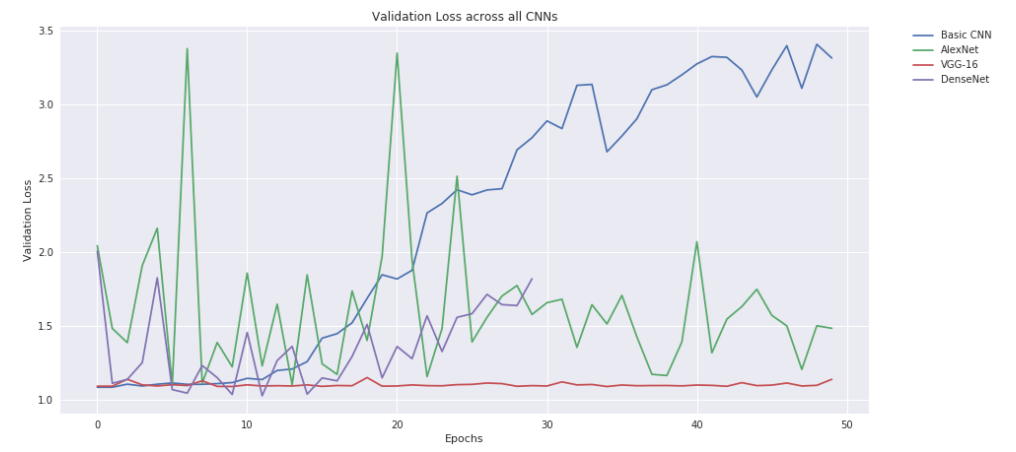 Validation Loss across all CNNs
3.5
3.0
2.5
2.0
1.5
1.0
Validation Loss
0
10
20
30
40
50
Epochs
Basic CNN
AlexNet
VGG-16
DenseNet